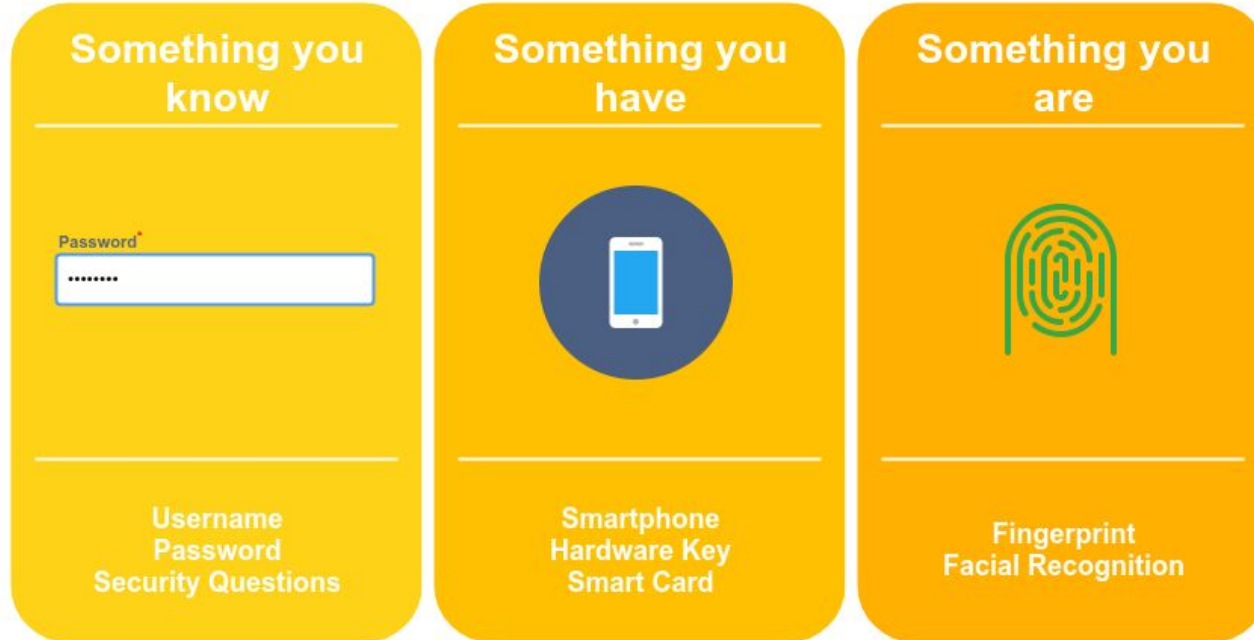 Something you
know
Password*
••••••••
Username
Password
Security Questions
Something you
have
Smartphone
Hardware Key
Smart Card
Something you
are
Fingerprint
Facial Recognition